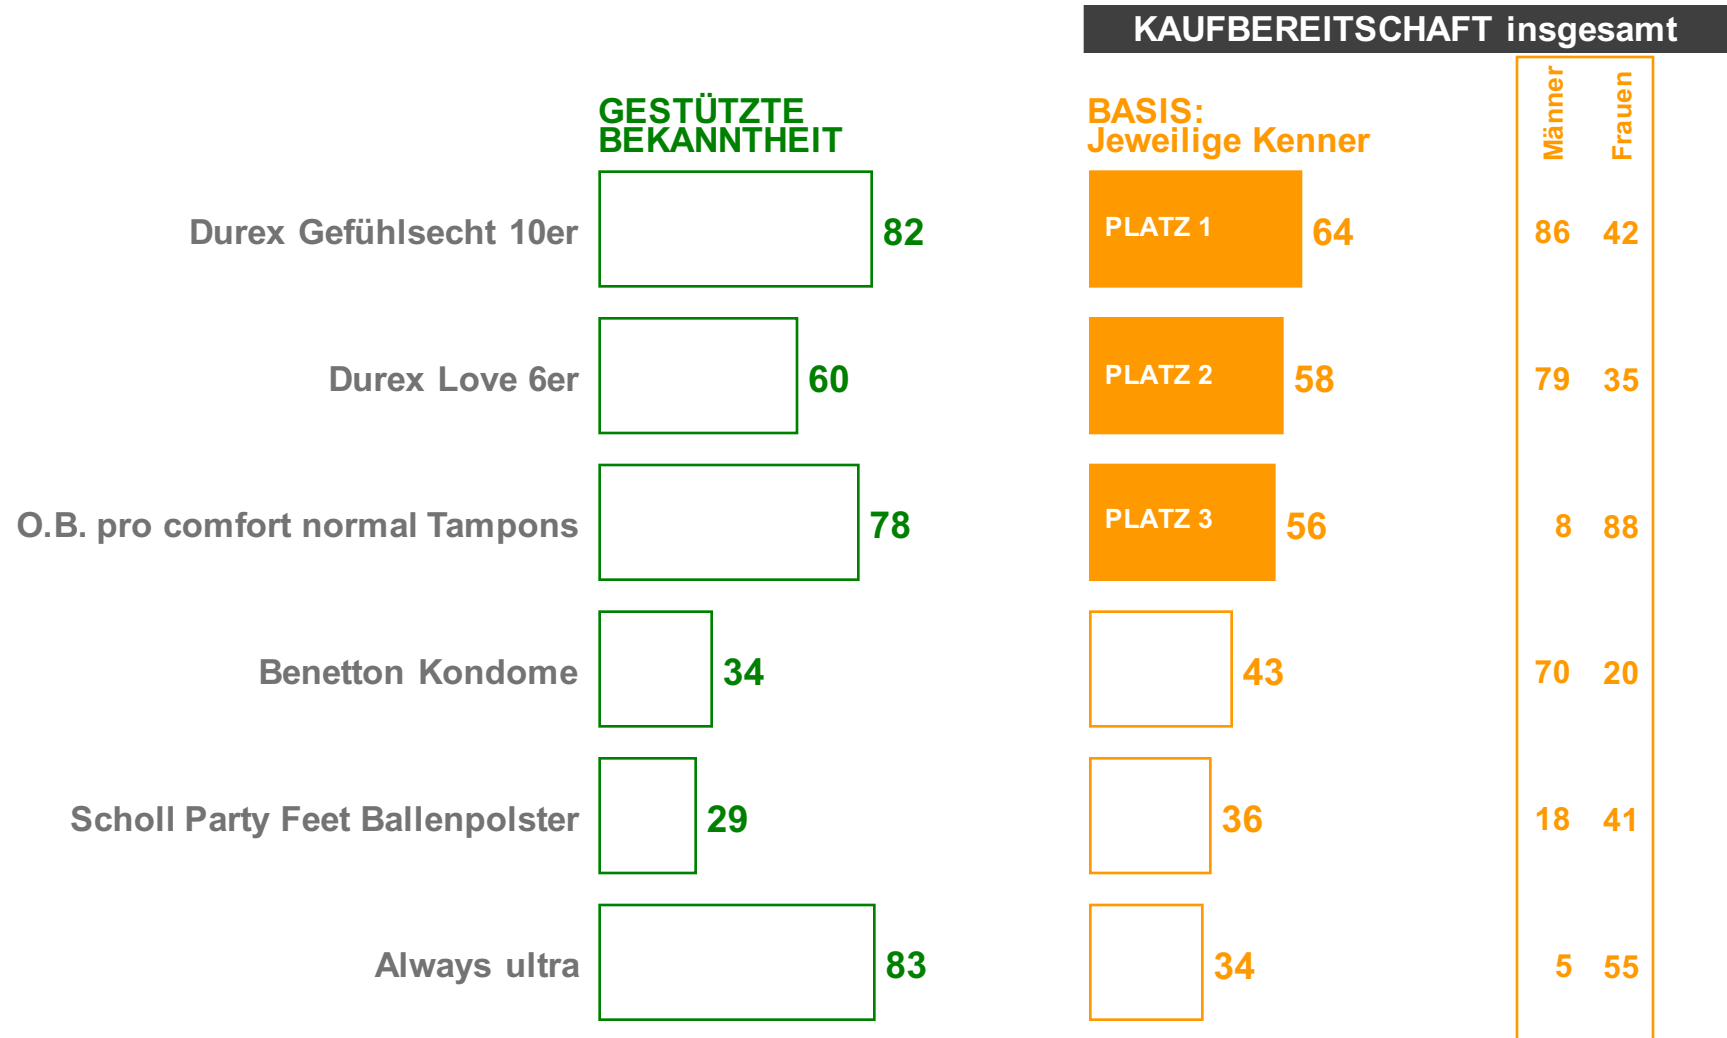 KAUFBEREITSCHAFT insgesamt
GESTÜTZTE
BEKANNTHEIT
BASIS:
Jeweilige Kenner
Männer
Frauen
Durex Gefühlsecht 10er 82 PLATZ 1 64 86 42
Durex Love 6er 60 PLATZ 2 58 79 35
O.B. pro comfort normal Tampons 78 PLATZ 3 56 8 88
Benetton Kondome 34 43 70 20
Scholl Party Feet Ballenpolster 29 36 18 41
Always ultra 83 34 5 55